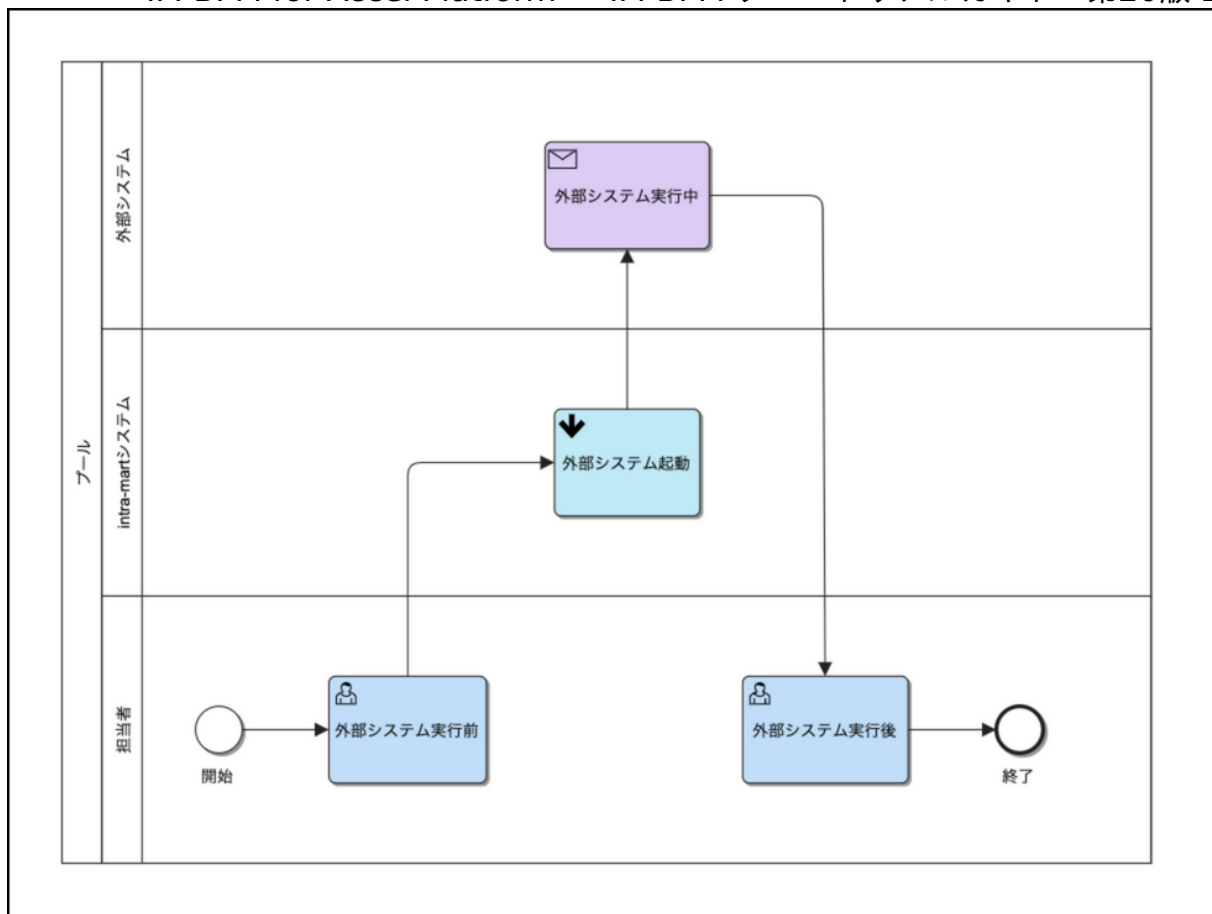 プール
外部システム
外部システム実行中
intra-martシステム
外部システム起動
担当者
開始
外部システム実行前
外部システム実行後
終了